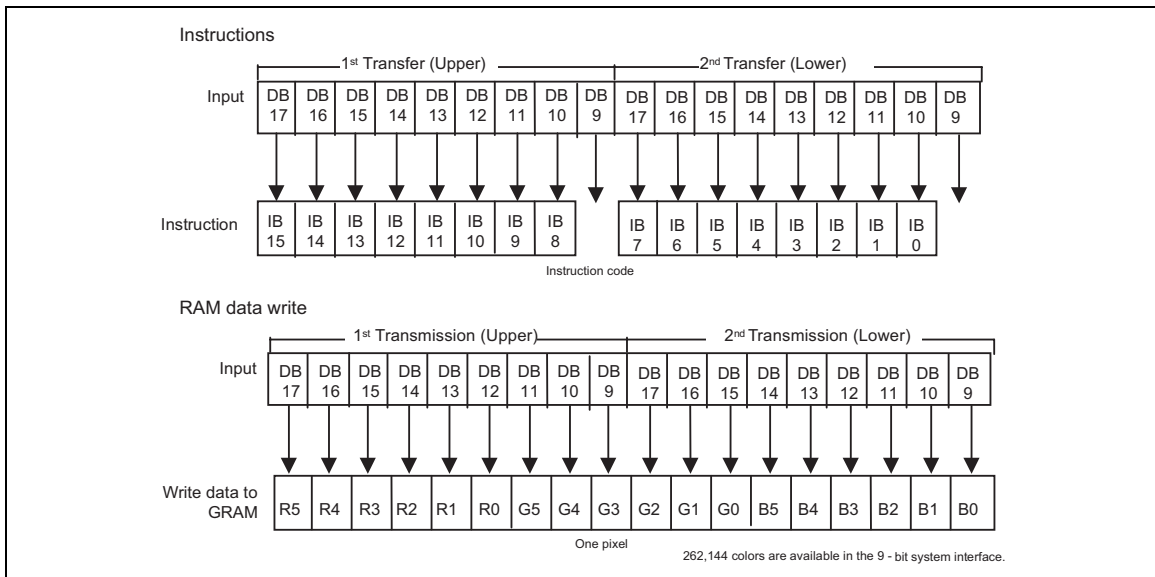 Instructions
1st Transfer (Upper) 2nd Transfer (Lower)
Input DB DB DB DB DB DB DB DB DB DB DB DB DB DB DB DB DB DB
17 16 15 14 13 12 11 10 9 17 16 15 14 13 12 11 10 9
Instruction IB IB IB IB IB IB IB IB IB IB IB IB IB IB IB IB
15 14 13 12 11 10 9 8 7 6 5 4 3 2 1 0
Instruction code
RAM data write
1st Transmission (Upper) 2nd Transmission (Lower)
Input DB DB DB DB DB DB DB DB DB DB DB DB DB DB DB DB DB DB
17 16 15 14 13 12 11 10 9 17 16 15 14 13 12 11 10 9
Write data to
GRAM
R5 R4 R3 R2 R1 R0 G5 G4 G3 G2 G1 G0 B5 B4 B3 B2 B1 B0
One pixel
262,144 colors are available in the 9 - bit system interface.